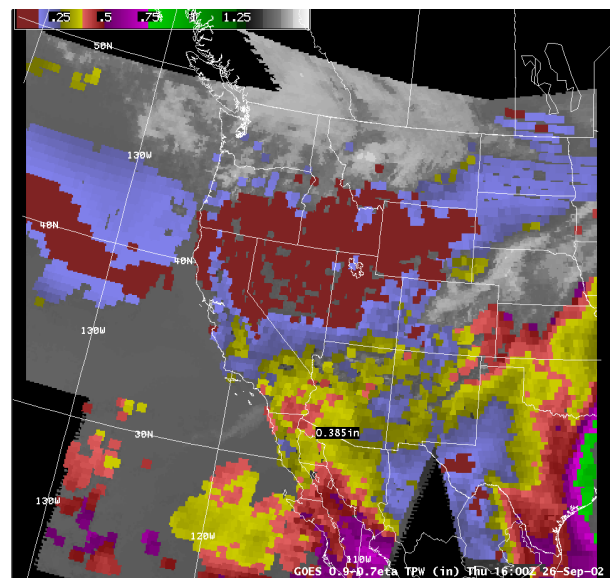 .25 .5 .75 1 1.25
50N
130W
40N
40N
130W
0.385in
30N
130W
120W
110W
GOES 0.9-0.7eta TPW (in) Thu 16:00Z 26-Sep-02